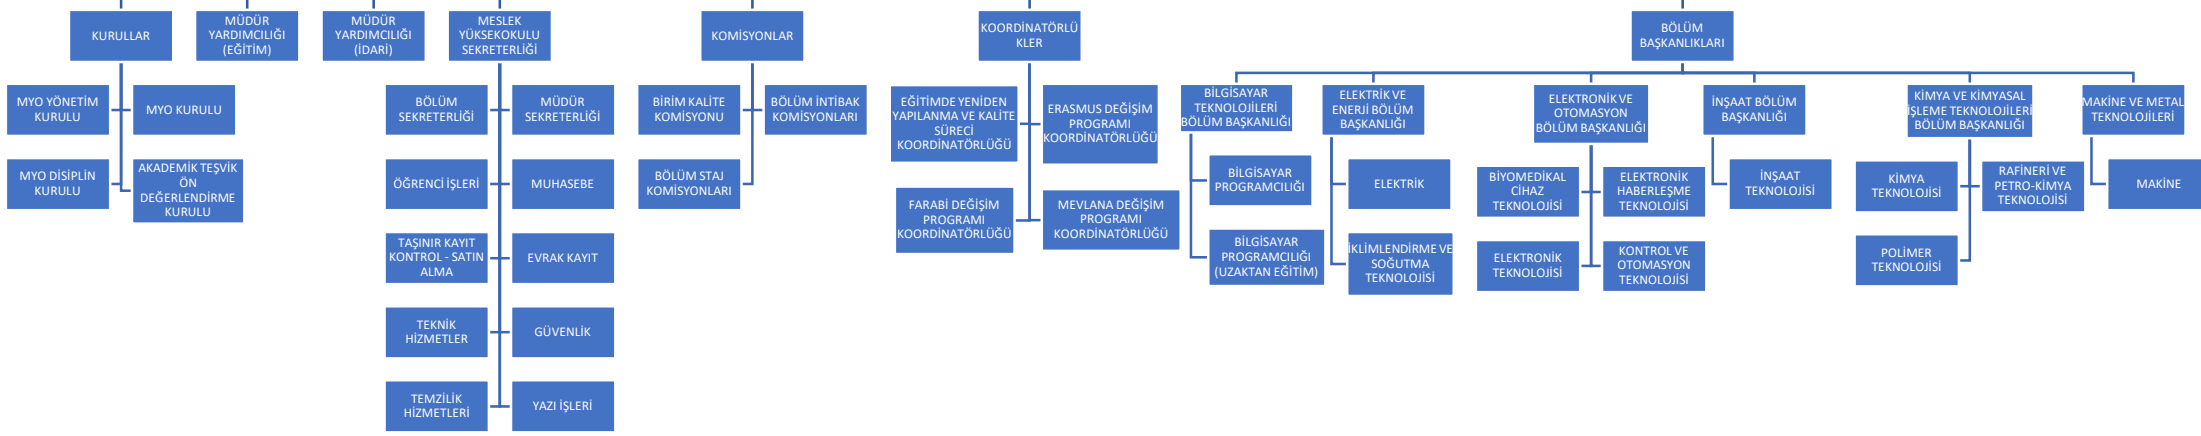 KURULLAR
MÜDÜR
YARDIMCILIĞI
(EĞİTİM)
MÜDÜR
YARDIMCILIĞI
(İDARİ)
MESLEK
YÜKSEKOKULU
SEKRETERLİĞİ
KOMİSYONLAR
KOORDİNATÖRLÜ
KLER
BÖLÜM
BAŞKANLIKLARI
MYO YÖNETİM
KURULU
MYO KURULU
MYO DİSİPLİN
KURULU
AKADEMİK TEŞVİK
ÖN
DEĞERLENDİRME
KURULU
BÖLÜM
SEKRETERLİĞİ
MÜDÜR
SEKRETERLİĞİ
ÖĞRENCİ İŞLERİ
MUHASEBE
TAŞINIR KAYIT
KONTROL - SATIN
ALMA
EVRAK KAYIT
TEKNİK
HİZMETLER
GÜVENLİK
TEMZİLİK
HİZMETLERİ
YAZI İŞLERİ
BİRİM KALİTE
KOMİSYONU
BÖLÜM İNTİBAK
KOMİSYONLARI
BÖLÜM STAJ
KOMİSYONLARI
EĞİTİMDE YENİDEN
YAPILANMA VE KALİTE
SÜRECİ
KOORDİNATÖRLÜĞÜ
ERASMUS DEĞİŞİM
PROGRAMI
KOORDİNATÖRLÜĞÜ
FARABİ DEĞİŞİM
PROGRAMI
KOORDİNATÖRLÜĞÜ
MEVLANA DEĞİŞİM
PROGRAMI
KOORDİNATÖRLÜĞÜ
BİLGİSAYAR
TEKNOLOJİLERİ
BÖLÜM BAŞKANLIĞI
BİLGİSAYAR
PROGRAMCILIĞI
BİLGİSAYAR
PROGRAMCILIĞI
(UZAKTAN EĞİTİM)
ELEKTRİK VE
ENERJİ BÖLÜM
BAŞKANLIĞI
ELEKTRİK
İKLİMLENDİRME VE
SOĞUTMA
TEKNOLOJİSİ
ELEKTRONİK VE
OTOMASYON
BÖLÜM BAŞKANLIĞI
BİYOMEDİKAL
CİHAZ
TEKNOLOJİSİ
ELEKTRONİK
HABERLEŞME
TEKNOLOJİSİ
ELEKTRONİK
TEKNOLOJİSİ
KONTROL VE
OTOMASYON
TEKNOLOJİSİ
İNŞAAT BÖLÜM
BAŞKANLIĞI
İNŞAAT
TEKNOLOJİSİ
KİMYA VE KİMYASAL
İŞLEME TEKNOLOJİLERİ
BÖLÜM BAŞKANLIĞI
KİMYA
TEKNOLOJİSİ
RAFİNERİ VE
PETRO-KİMYA
TEKNOLOJİSİ
POLİMER
TEKNOLOJİSİ
MAKİNE VE METAL
TEKNOLOJİLERİ
MAKİNE